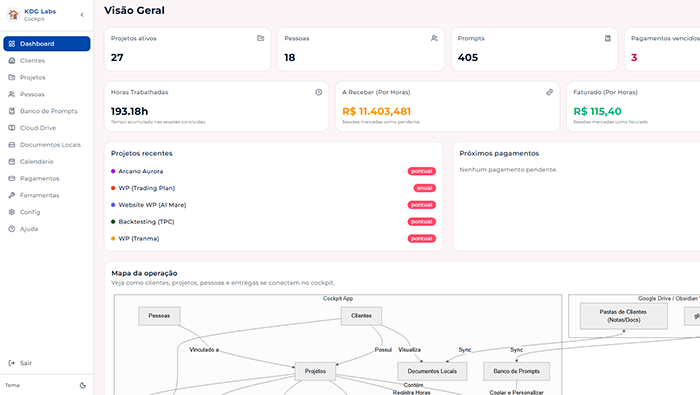 KDG Labs
Cockpit
Dashboard
Clientes
Projetos
Pessoas
Banco de Prompts
Cloud Drive
Documentos Locais
Calendário
Pagamentos
Ferramentas
Config
Ajuda
Sair
Tema
Visão Geral
Projetos ativos
27
Pessoas
18
Prompts
405
Pagamentos vencidos
3
Horas Trabalhadas
193.18h
Tempo acumulado nas sessões concluídas
A Receber (Por Horas)
R$ 11.403,481
Sessões marcadas como pendente
Faturado (Por Horas)
R$ 115,40
Sessões marcadas como faturado
Projetos recentes
Arcano Aurora pontual
WP (Trading Plan) anual
Website WP (AI Mare) pontual
Backtesting (TPC) pontual
WP (Tranma) pontual
Próximos pagamentos
Nenhum pagamento pendente.
Mapa da operação
Veja como clientes, projetos, pessoas e entregas se conectam no cockpit.
Cockpit App
Google Drive / Obsidian
Pessoas
Clientes
Pastas de Clientes
(Notas/Docs)
Vinculado a
Possui
Visualiza
Sync
Sync
Projetos
Documentos Locais
Banco de Prompts
Contém
Registra Horas
Copiar e Personalizar